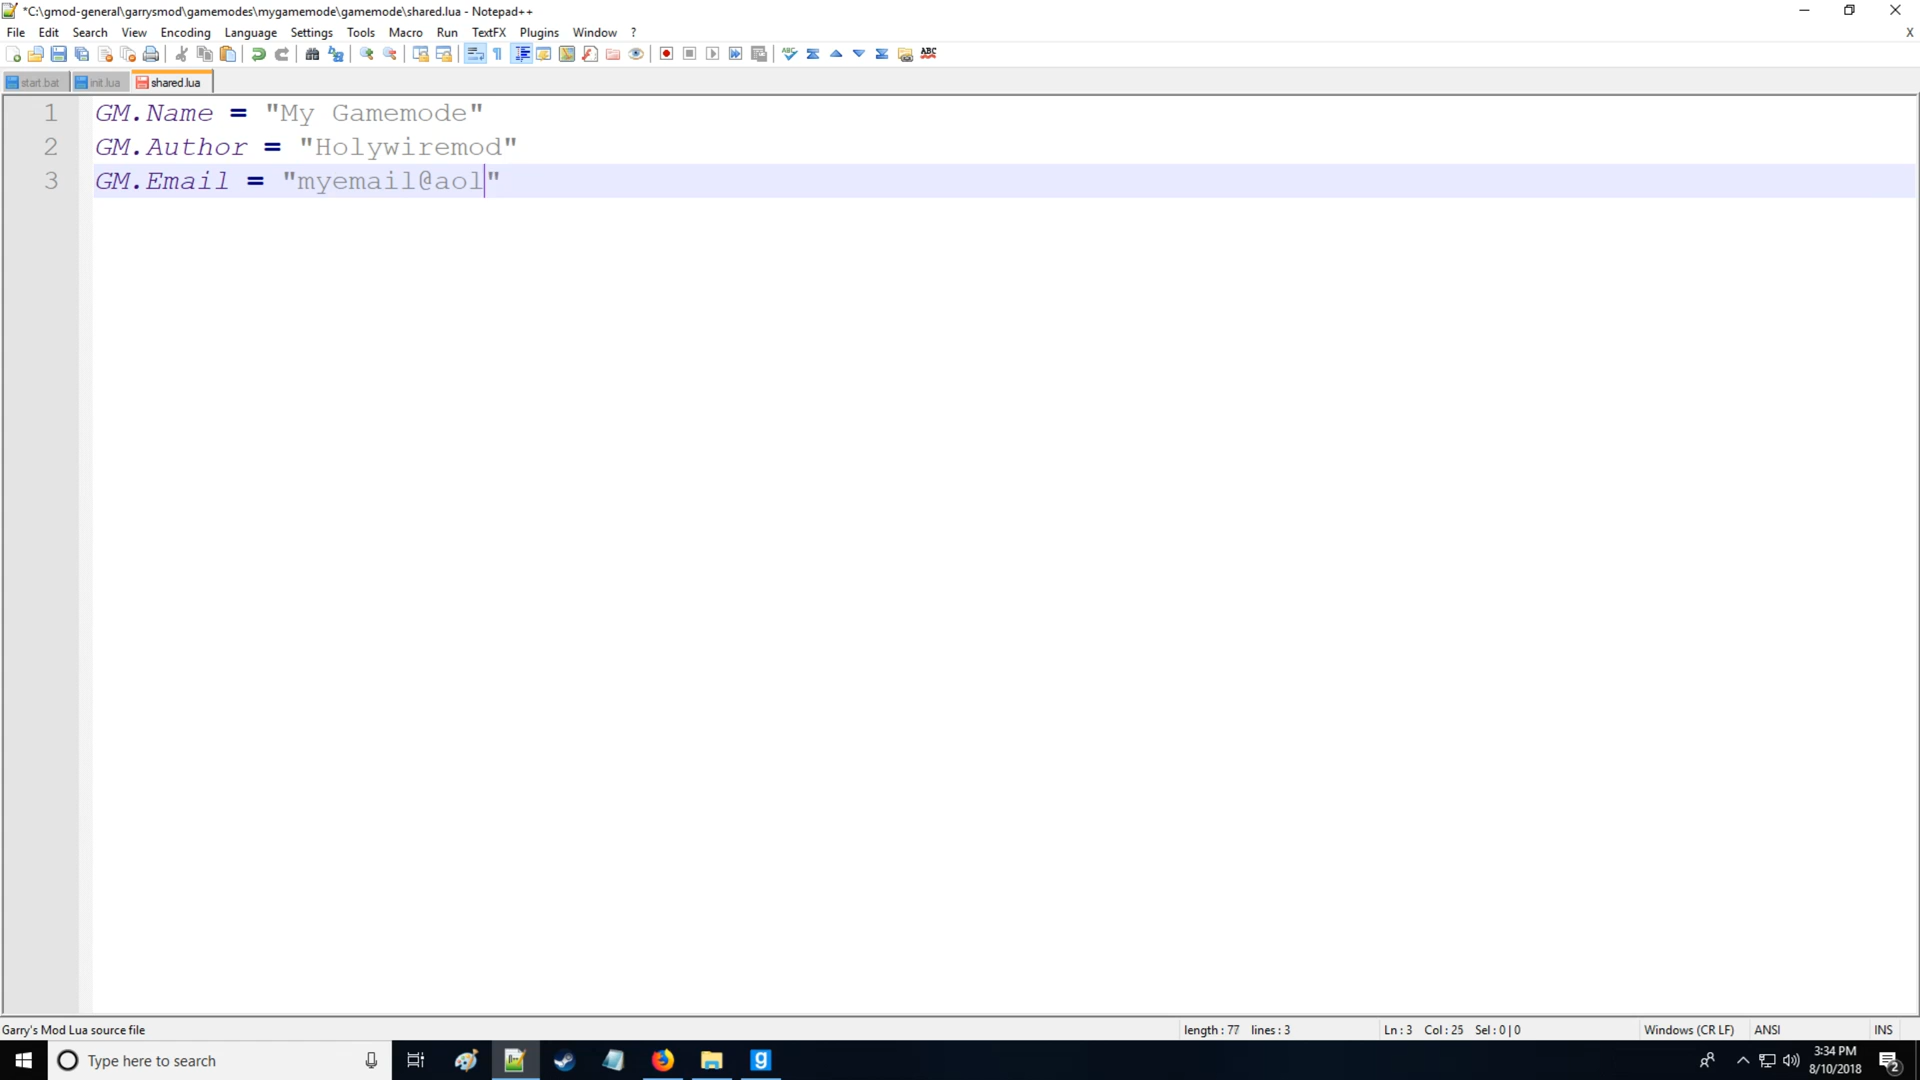 *C:\gmod-general\garrysmod\gamemodes\mygamemode\gamemode\shared.lua - Notepad++
File Edit Search View Encoding Language Settings Tools Macro Run TextFX Plugins Window ? X
start.bat init.lua shared.lua
1 GM.Name = "My Gamemode"
2 GM.Author = "Holywiremod"
3 GM.Email = "myemail@aol"
Garry's Mod Lua source file length : 77 lines : 3 Ln : 3 Col : 25 Sel : 0 | 0 Windows (CR LF) ANSI INS
Type here to search
3:34 PM
8/10/2018
2